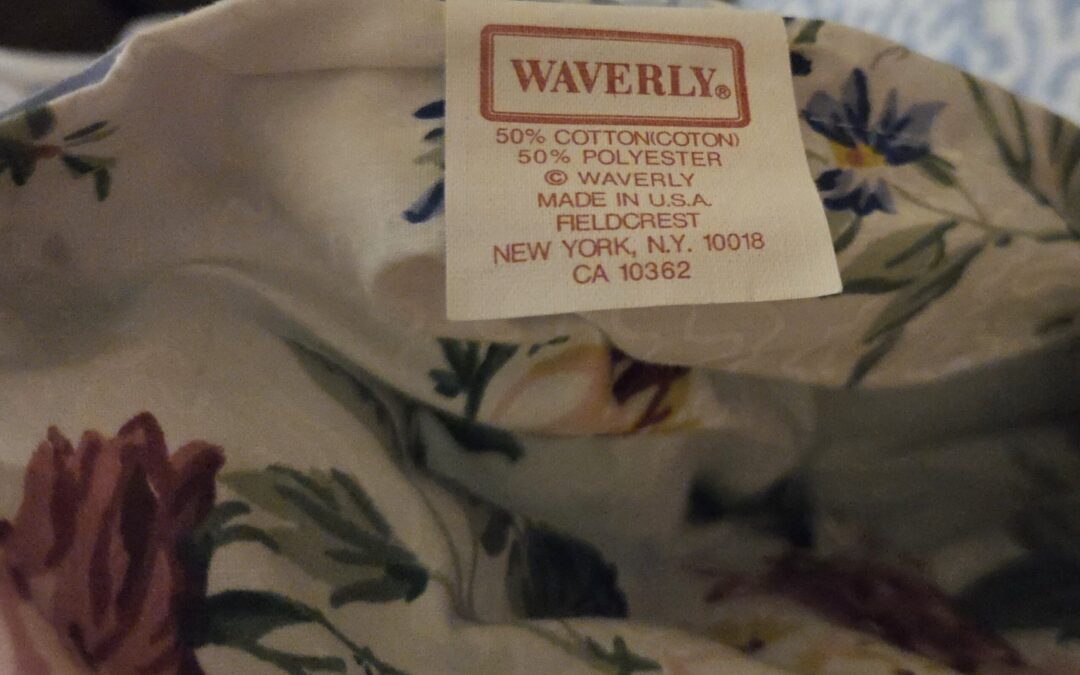 WAVERLY®
50% COTTON(COTON)
50% POLYESTER
© WAVERLY
MADE IN U.S.A.
FIELDCREST
NEW YORK, N.Y. 10018
CA 10362